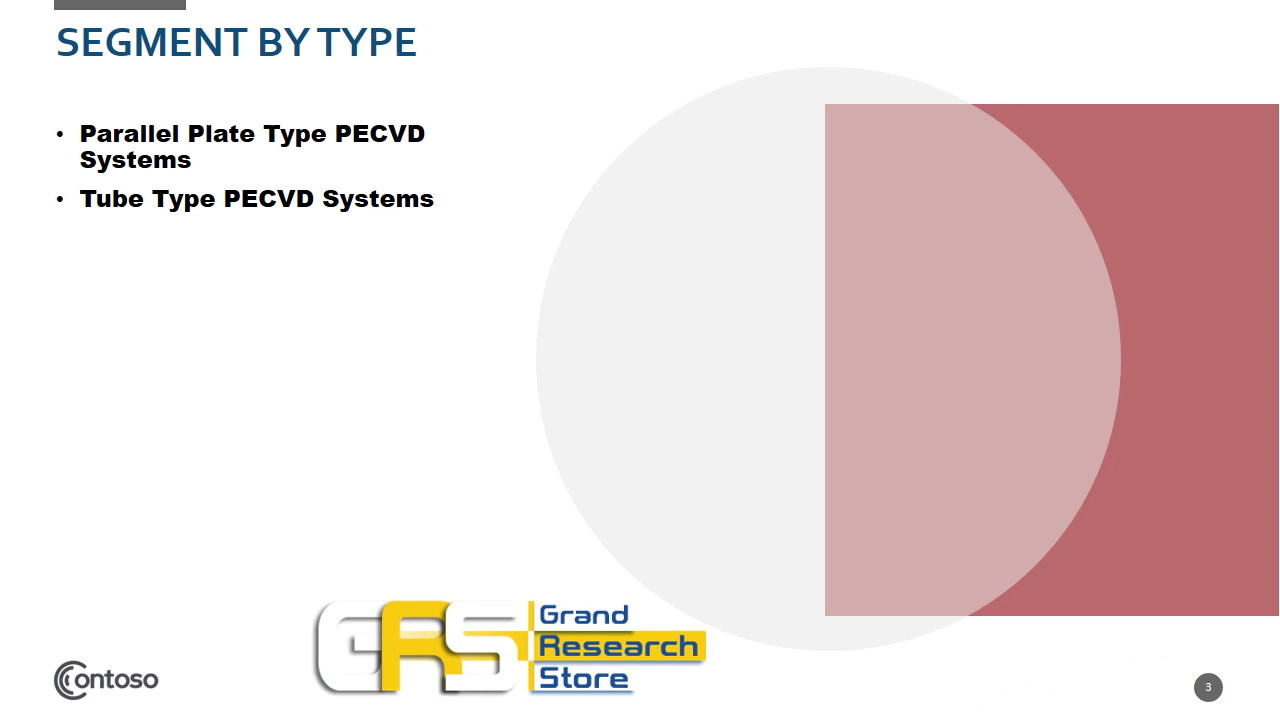 SEGMENT BY TYPE
• Parallel Plate Type PECVD
Systems
• Tube Type PECVD Systems
GRS
Grand
Research
Store
Contoso
3